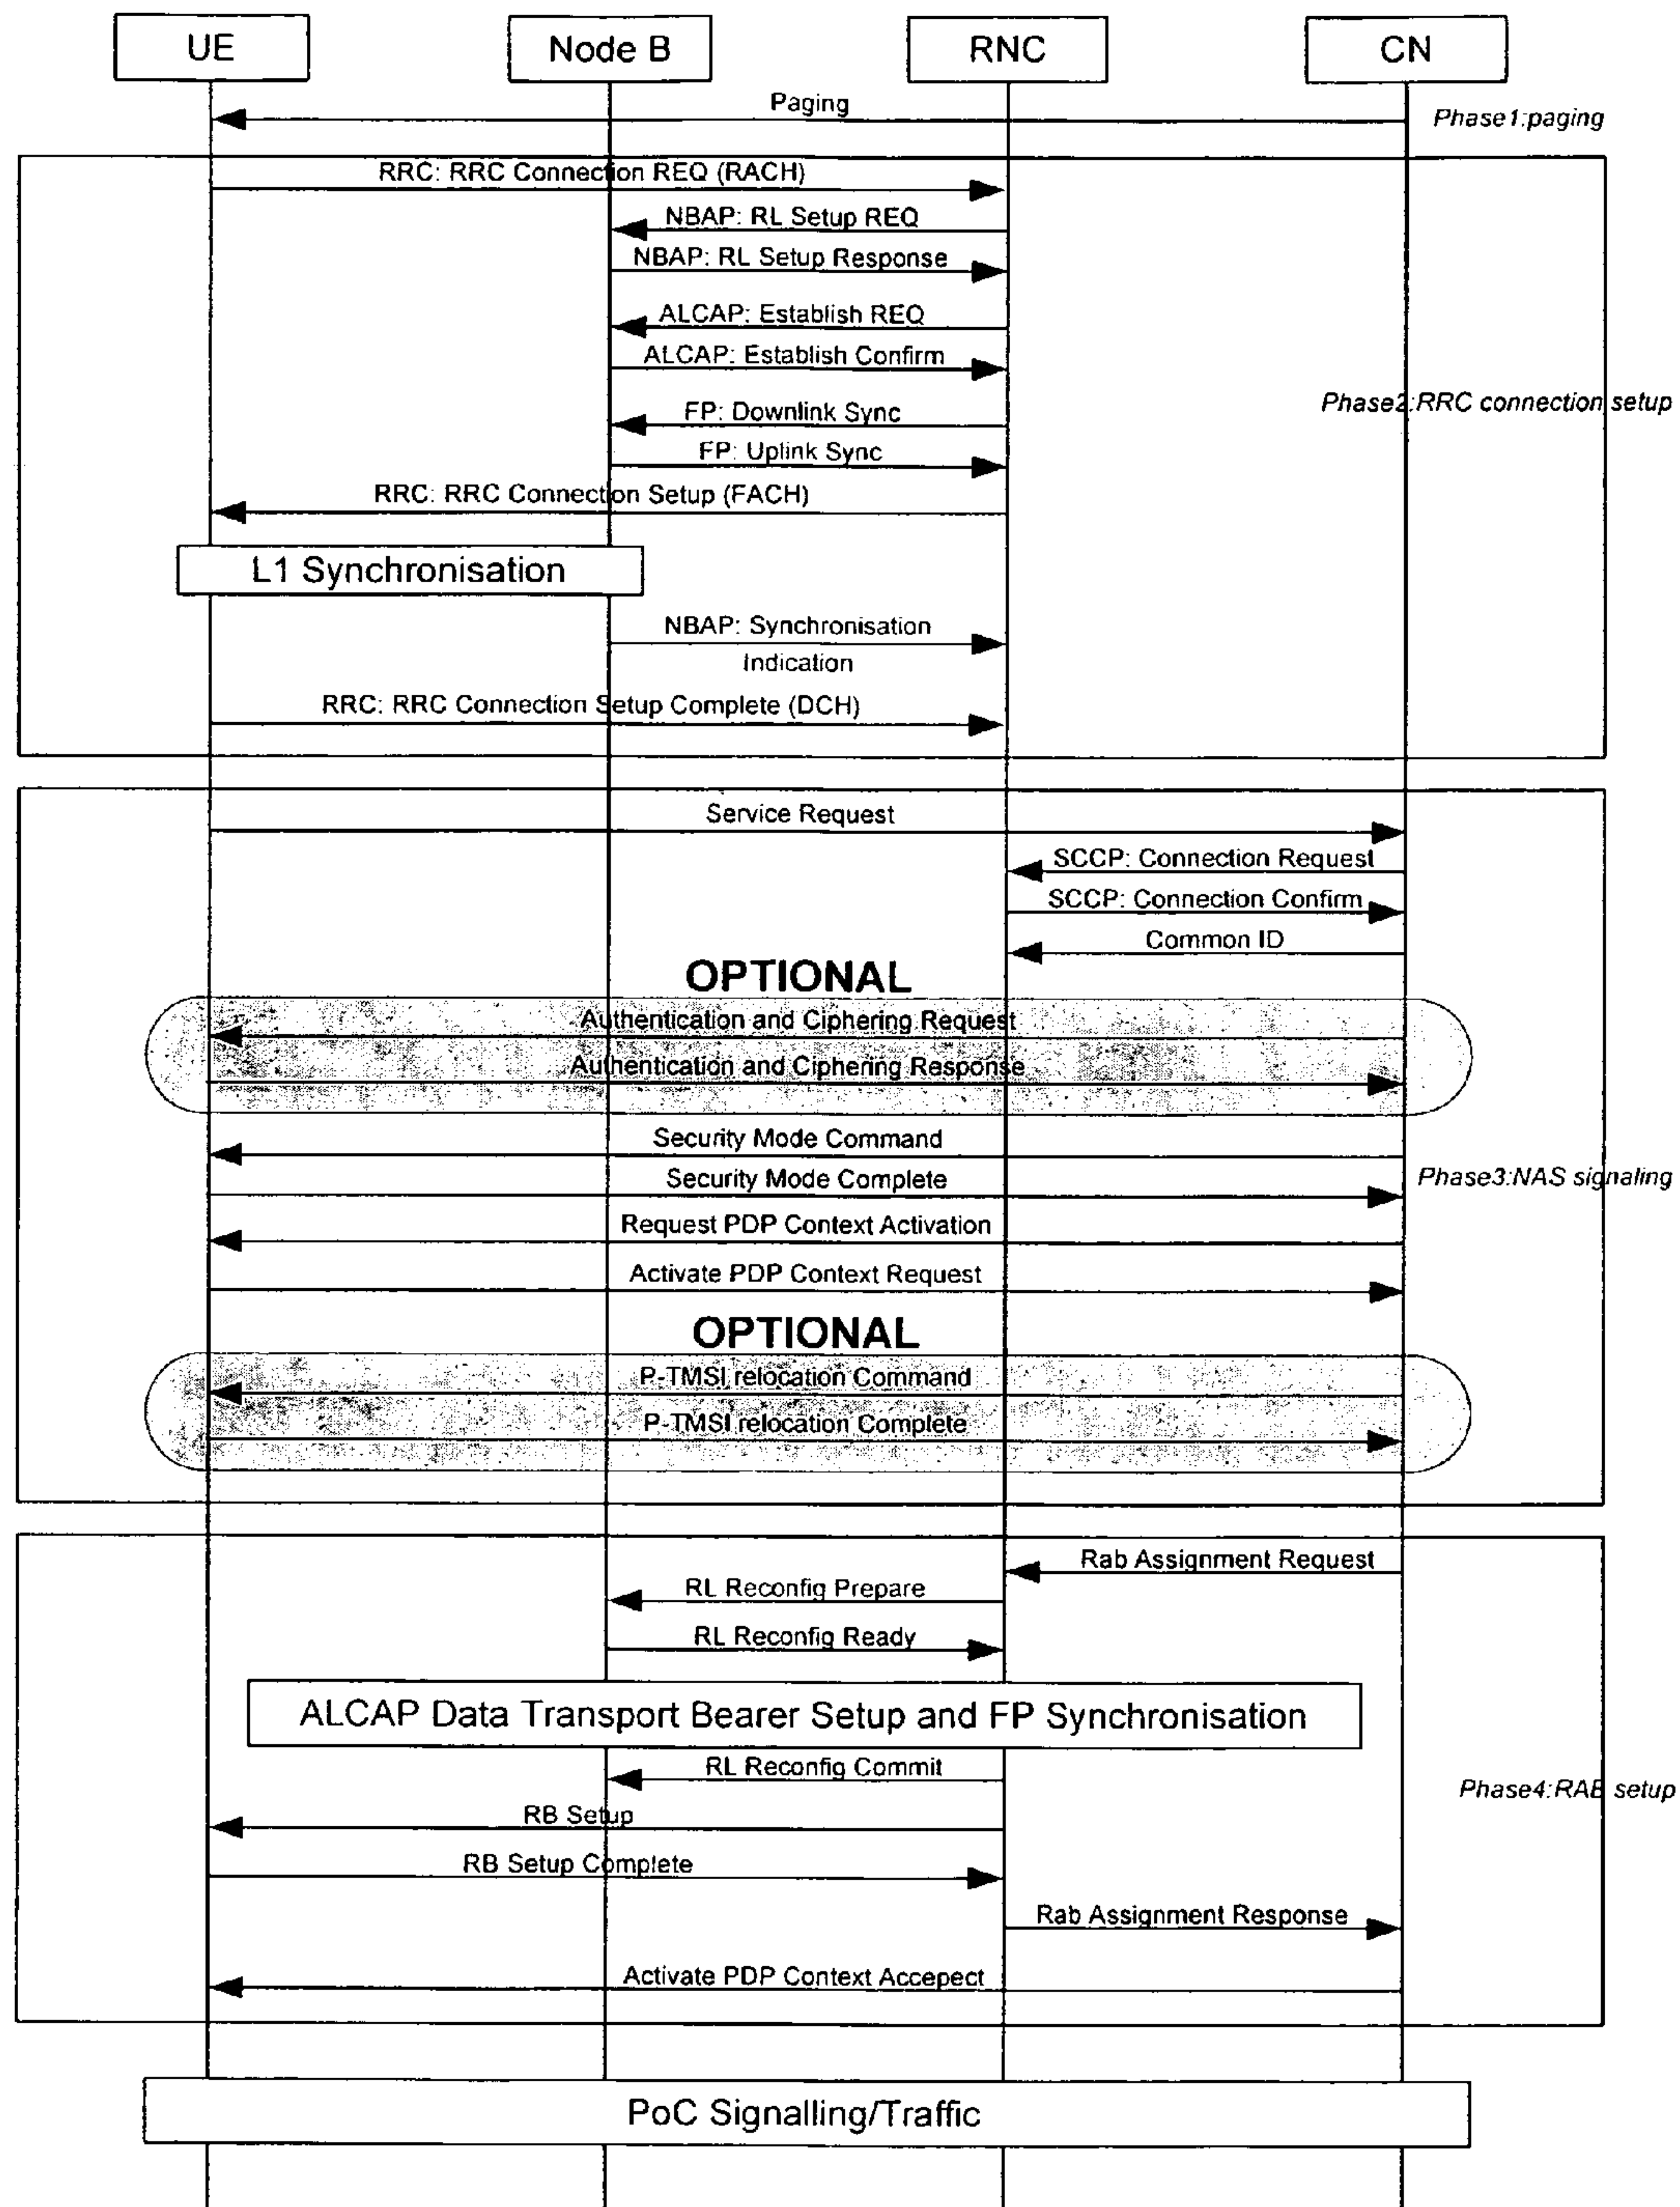 UE
Node B
RNC
CN
Paging
Phase1:paging
RRC: RRC Connection REQ (RACH)
NBAP: RL Setup REQ
NBAP: RL Setup Response
ALCAP: Establish REQ
ALCAP: Establish Confirm
Phase2:RRC connection setup
FP: Downlink Sync
FP: Uplink Sync
RRC: RRC Connection Setup (FACH)
L1 Synchronisation
NBAP: Synchronisation
Indication
RRC: RRC Connection Setup Complete (DCH)
Service Request
SCCP: Connection Request
SCCP: Connection Confirm
Common ID
OPTIONAL
Authentication and Ciphering Request
Authentication and Ciphering Response
Security Mode Command
Security Mode Complete
Phase3:NAS signaling
Request PDP Context Activation
Activate PDP Context Request
OPTIONAL
P-TMSI relocation Command
P-TMSI relocation Complete
Rab Assignment Request
RL Reconfig Prepare
RL Reconfig Ready
ALCAP Data Transport Bearer Setup and FP Synchronisation
RL Reconfig Commit
Phase4:RAB setup
RB Setup
RB Setup Complete
Rab Assignment Response
Activate PDP Context Accepect
PoC Signalling/Traffic